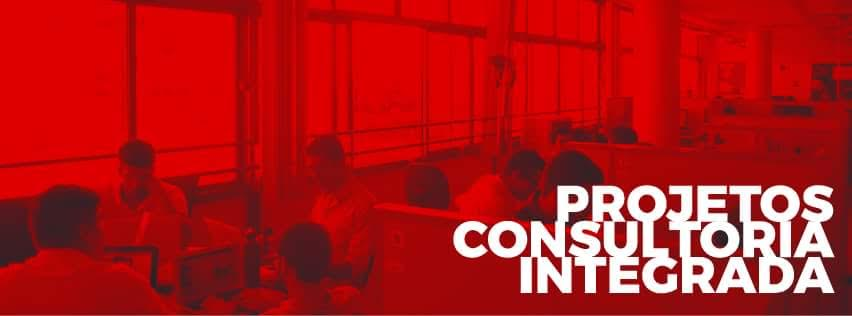 PROJETOS
CONSULTORIA
INTEGRADA